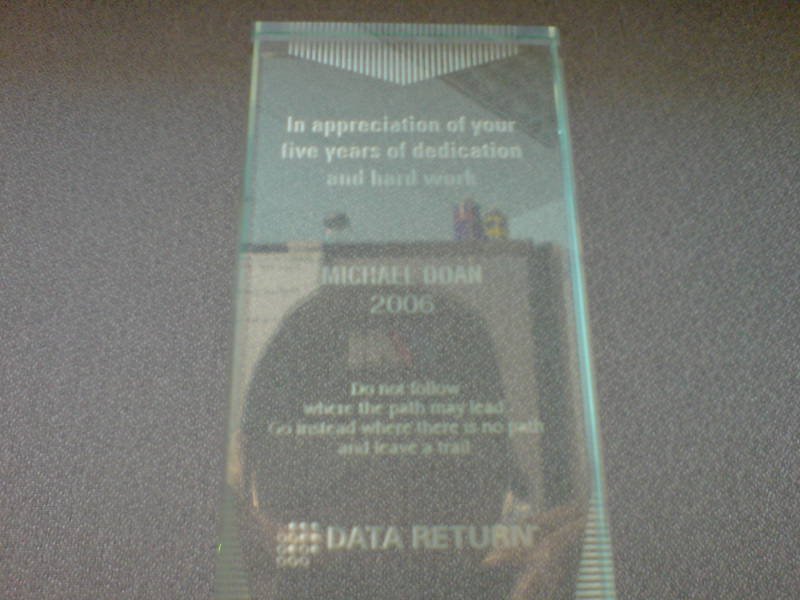 In appreciation of your
five years of dedication
and hard work
MICHAEL DOAN
2006
Do not follow
where the path may lead
Go instead where there is no path
and leave a trail
DATA RETURN